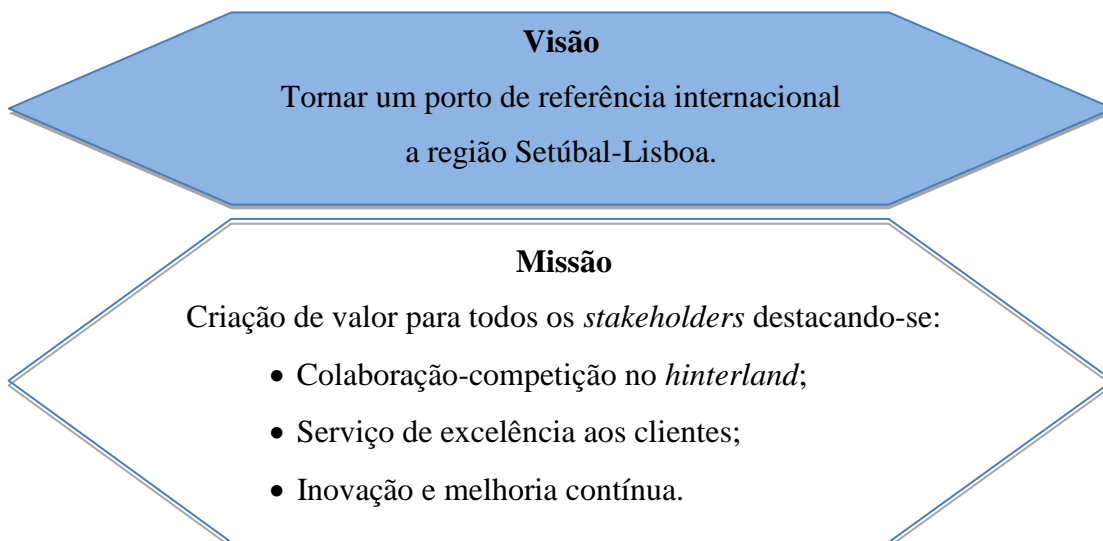 Visão
Tornar um porto de referência internacional
a região Setúbal-Lisboa.
Missão
Criação de valor para todos os stakeholders destacando-se:
• Colaboração-competição no hinterland;
• Serviço de excelência aos clientes;
• Inovação e melhoria contínua.